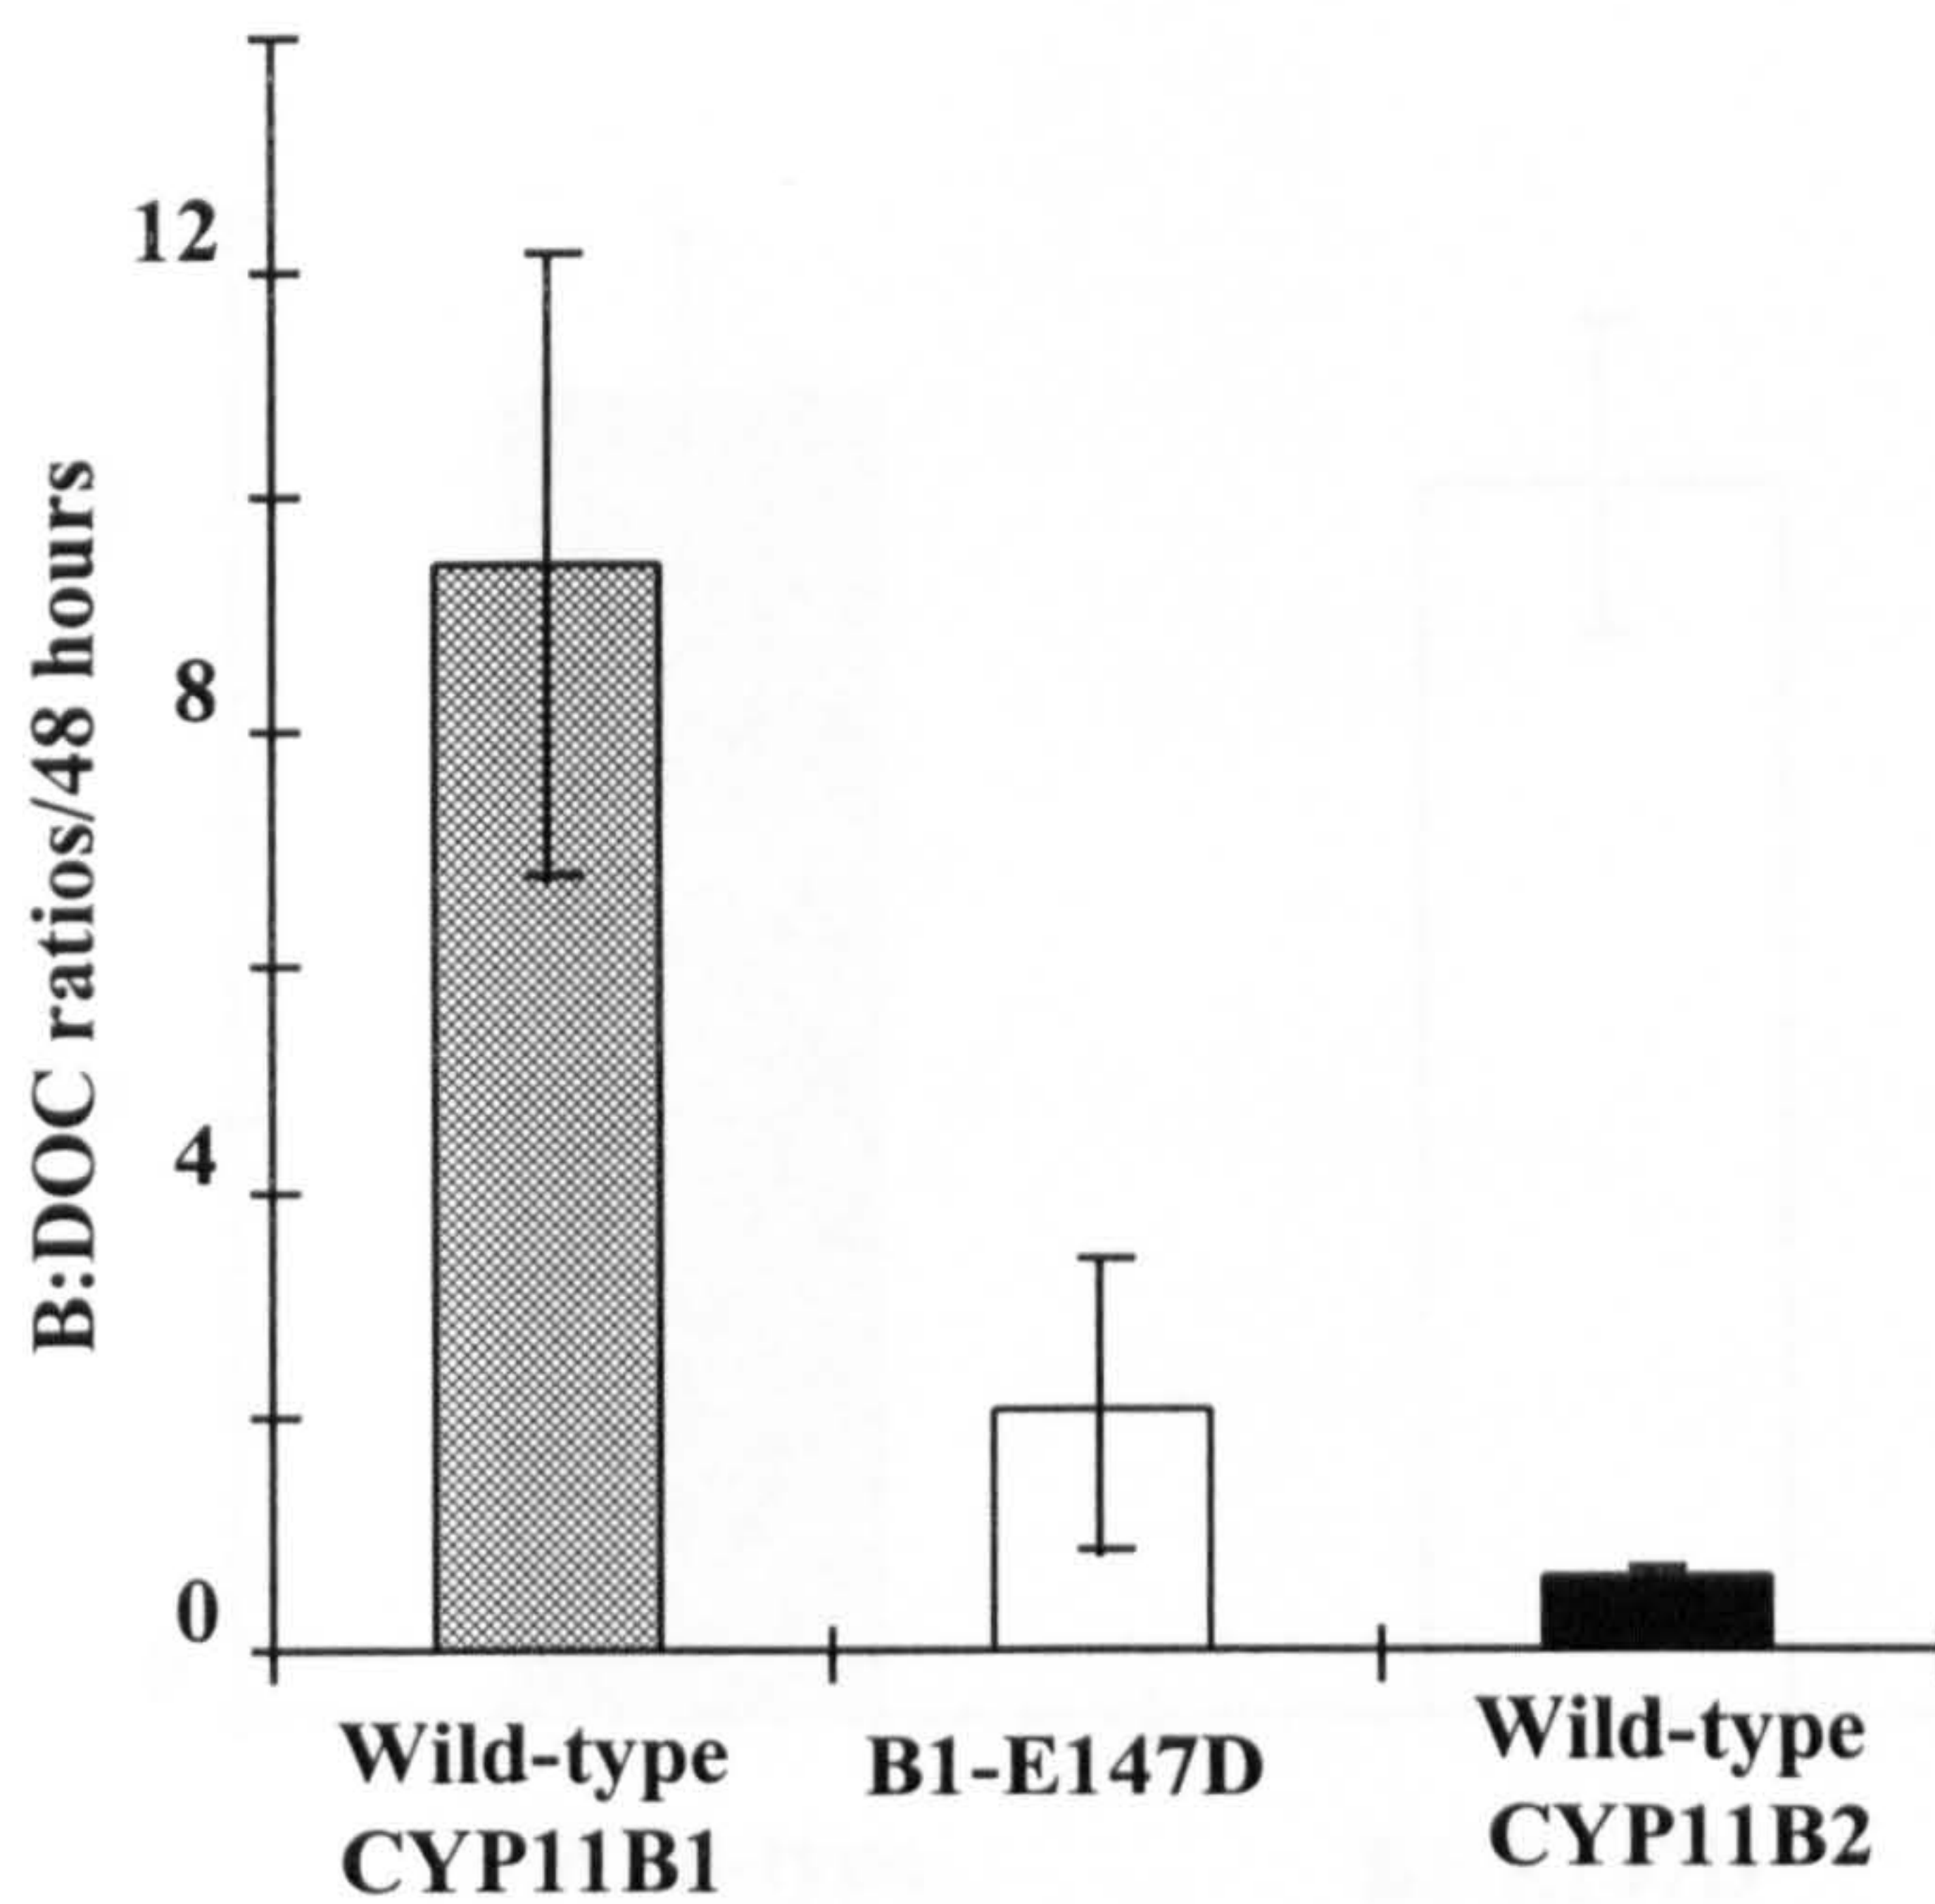 B:DOC ratios/48 hours
12
8
4
0
Wild-type
CYP11B1
B1-E147D
Wild-type
CYP11B2